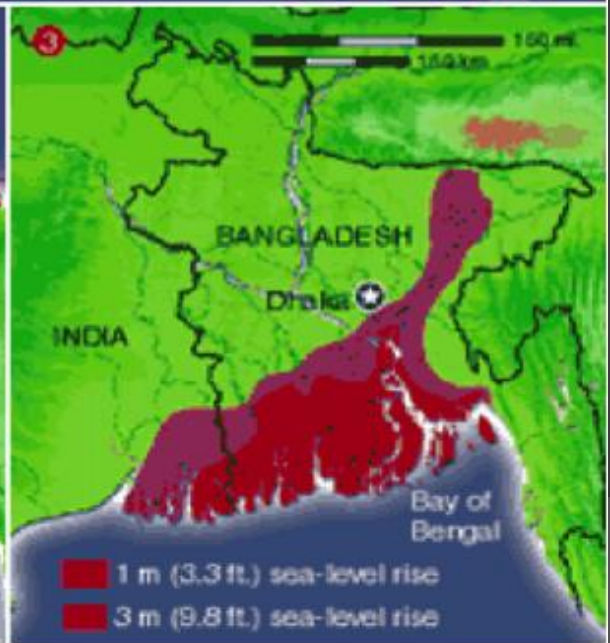 3
150 mi.
150 km
BANGLADESH
Dhaka
INDIA
Bay of
Bengal
1 m (3.3 ft.) sea-level rise
3 m (9.8 ft.) sea-level rise